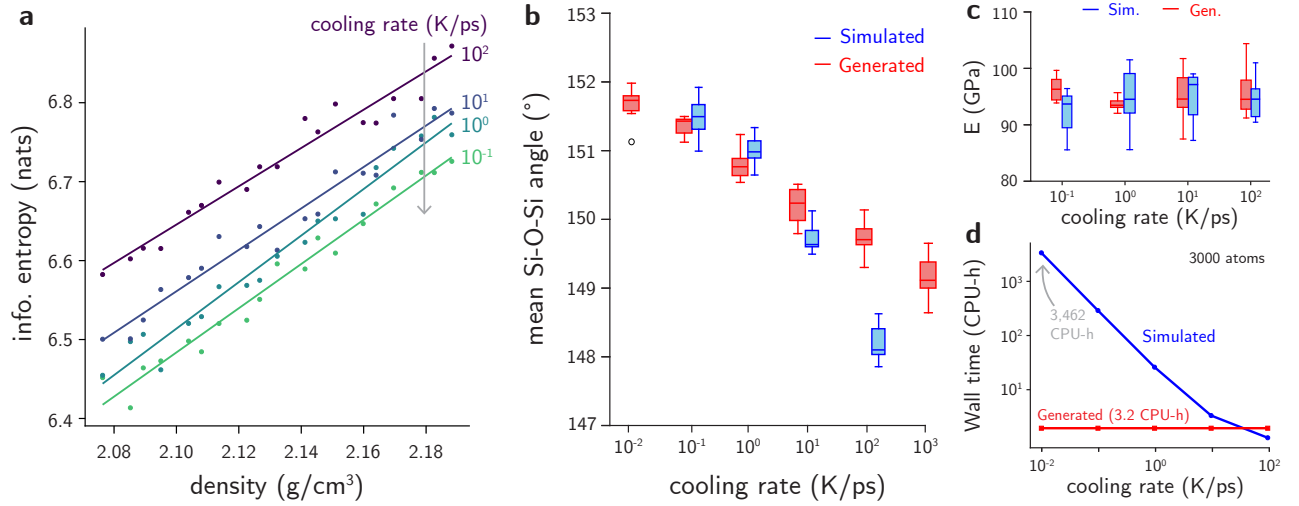 a
cooling rate (K/ps)
10²
10¹
10⁰
10⁻¹
6.8
6.7
6.6
6.5
6.4
info. entropy (nats)
2.08
2.10
2.12
2.14
2.16
2.18
density (g/cm³)
b
153
152
151
150
149
148
147
mean Si-O-Si angle (°)
Simulated
Generated
10⁻²
10⁻¹
10⁰
10¹
10²
10³
cooling rate (K/ps)
c
Sim.
Gen.
110
100
90
80
E (GPa)
10⁻¹
10⁰
10¹
10²
cooling rate (K/ps)
d
3000 atoms
10³
10²
10¹
Wall time (CPU-h)
3,462
CPU-h
Simulated
Generated (3.2 CPU-h)
10⁻²
10⁻¹
10⁰
10¹
10²
cooling rate (K/ps)